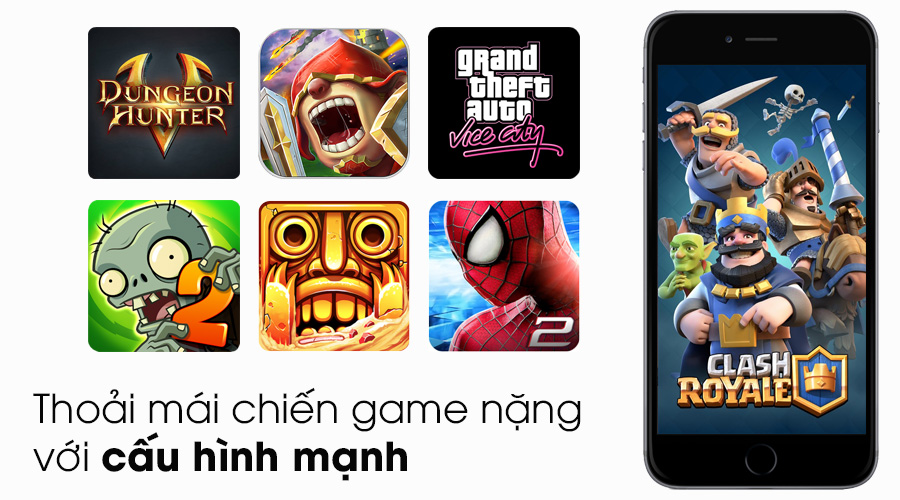 DUNGEON
HUNTER
V
grand
theft
auto
Vice City
2
2
Thoải mái chiến game nặng
với cấu hình mạnh
CLASH
ROYALE